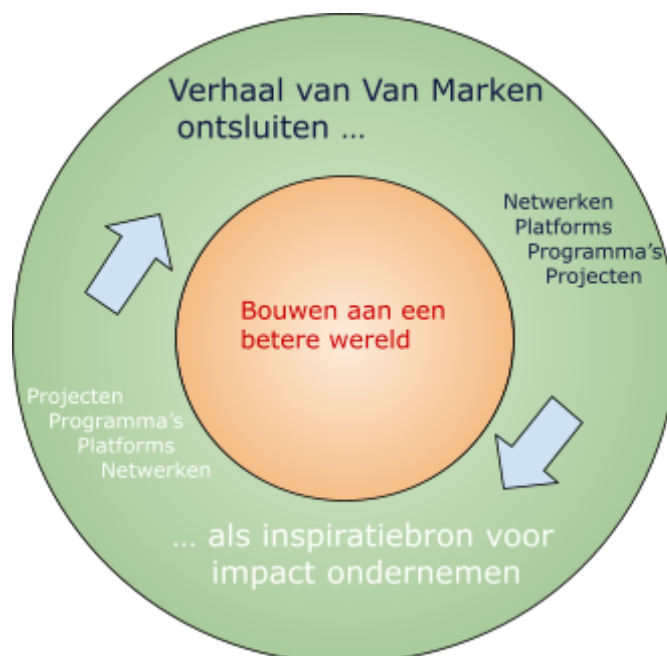 Verhaal van Van Marken
ontsluiten …
Netwerken
Platforms
Programma's
Projecten
Bouwen aan een
betere wereld
Projecten
Programma's
Platforms
Netwerken
… als inspiratiebron voor
impact ondernemen